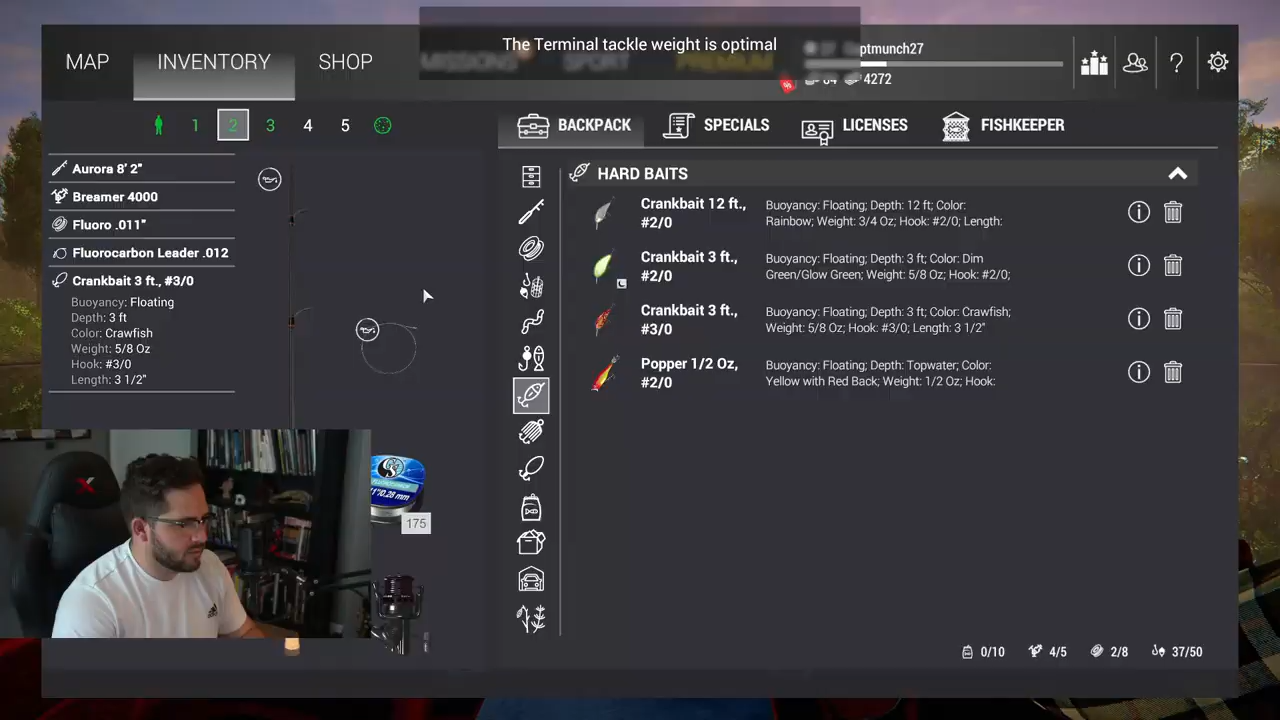 The Terminal tackle weight is optimal
MAP
INVENTORY
SHOP
MISSIONS
SPORT
PREMIUM
ptmunch27
4272
1
2
3
4
5
BACKPACK
SPECIALS
LICENSES
FISHKEEPER
Aurora 8' 2"
Breamer 4000
Fluoro .011"
Fluorocarbon Leader .012
Crankbait 3 ft., #3/0
Buoyancy: Floating
Depth: 3 ft
Color: Crawfish
Weight: 5/8 Oz
Hook: #3/0
Length: 3 1/2"
175
HARD BAITS
Crankbait 12 ft.,
#2/0
Buoyancy: Floating; Depth: 12 ft; Color:
Rainbow; Weight: 3/4 Oz; Hook: #2/0; Length:
Crankbait 3 ft.,
#2/0
Buoyancy: Floating; Depth: 3 ft; Color: Dim
Green/Glow Green; Weight: 5/8 Oz; Hook: #2/0;
Crankbait 3 ft.,
#3/0
Buoyancy: Floating; Depth: 3 ft; Color: Crawfish;
Weight: 5/8 Oz; Hook: #3/0; Length: 3 1/2"
Popper 1/2 Oz,
#2/0
Buoyancy: Floating; Depth: Topwater; Color:
Yellow with Red Back; Weight: 1/2 Oz; Hook:
0/10
4/5
2/8
37/50